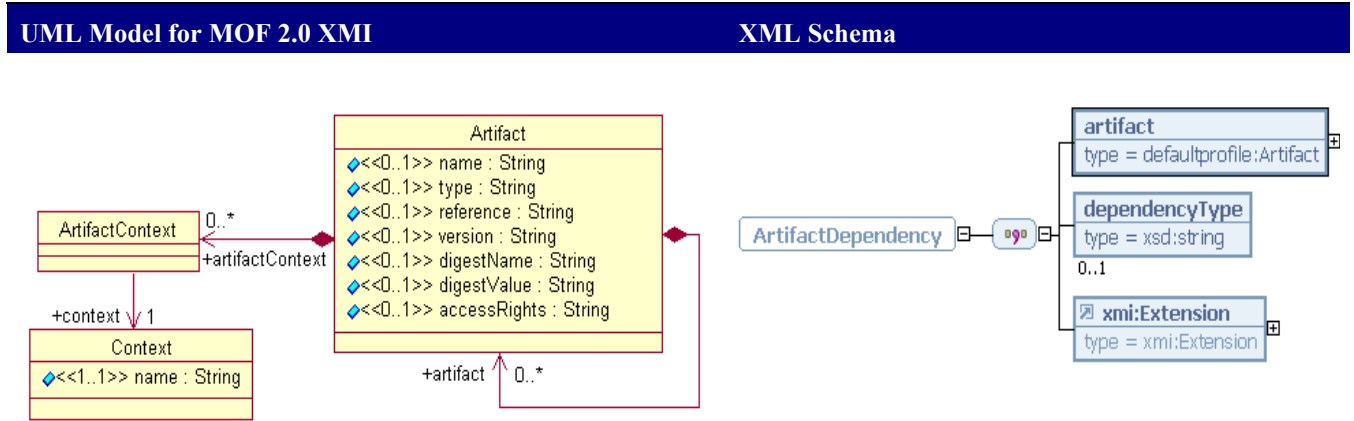 UML Model for MOF 2.0 XMI
XML Schema
Artifact
<<0..1>> name : String
<<0..1>> type : String
<<0..1>> reference : String
<<0..1>> version : String
<<0..1>> digestName : String
<<0..1>> digestValue : String
<<0..1>> accessRights : String
ArtifactContext
0..*
+artifactContext
+context
1
Context
<<1..1>> name : String
+artifact
0..*
ArtifactDependency
artifact
type = defaultprofile:Artifact
dependencyType
type = xsd:string
0..1
xmi:Extension
type = xmi:Extension